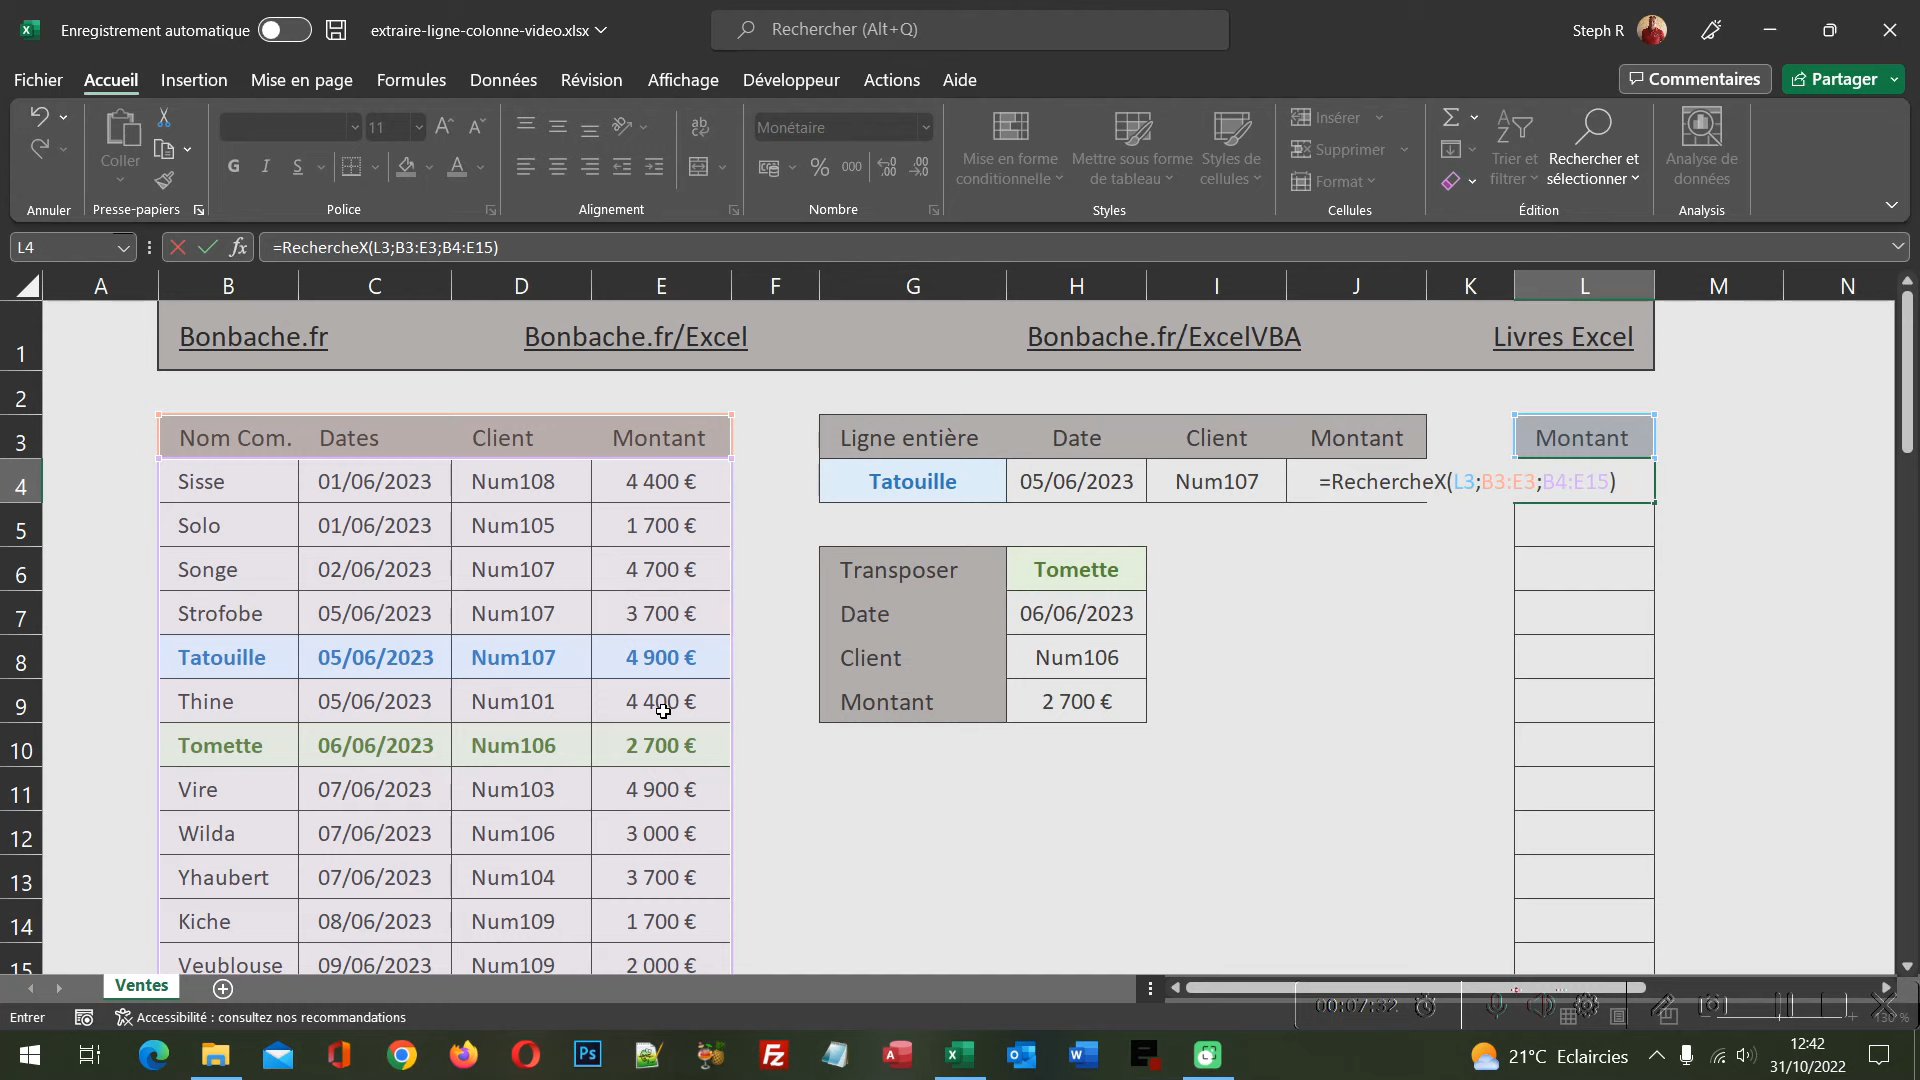 Enregistrement automatique extraire-ligne-colonne-video.xlsx Rechercher (Alt+Q) Steph R
Fichier Accueil Insertion Mise en page Formules Données Révision Affichage Développeur Actions Aide Commentaires Partager
Coller
11
G I S
Monétaire
% 000
Mise en forme conditionnelle
Mettre sous forme de tableau
Styles de cellules
Insérer
Supprimer
Format
Trier et filtrer
Rechercher et sélectionner
Analyse de données
Annuler Presse-papiers Police Alignement Nombre Styles Cellules Édition Analysis
L4 fx =RechercheX(L3;B3:E3;B4:E15)
A B C D E F G H I J K L M N
1 Bonbache.fr Bonbache.fr/Excel Bonbache.fr/ExcelVBA Livres Excel
2
3 Nom Com. Dates Client Montant Ligne entière Date Client Montant Montant
4 Sisse 01/06/2023 Num108 4 400 € Tatouille 05/06/2023 Num107 =RechercheX(L3;B3:E3;B4:E15)
5 Solo 01/06/2023 Num105 1 700 €
6 Songe 02/06/2023 Num107 4 700 € Transposer Tomette
7 Strofobe 05/06/2023 Num107 3 700 € Date 06/06/2023
8 Tatouille 05/06/2023 Num107 4 900 € Client Num106
9 Thine 05/06/2023 Num101 4 400 € Montant 2 700 €
10 Tomette 06/06/2023 Num106 2 700 €
11 Vire 07/06/2023 Num103 4 900 €
12 Wilda 07/06/2023 Num106 3 000 €
13 Yhaubert 07/06/2023 Num104 3 700 €
14 Kiche 08/06/2023 Num109 1 700 €
15 Veublouse 09/06/2023 Num109 2 000 €
Ventes
Entrer Accessibilité : consultez nos recommandations 00:07:32 130 %
21°C Eclaircies 12:42
31/10/2022